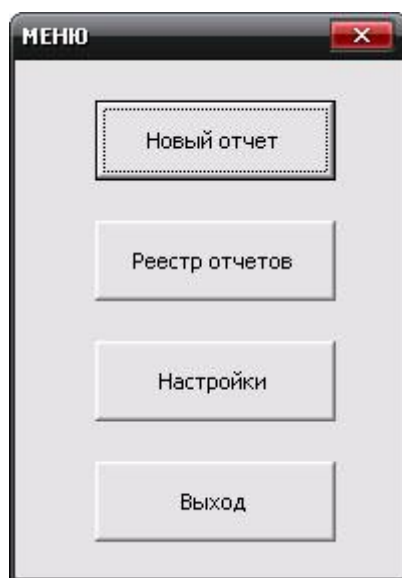 МЕНЮ
Новый отчет
Реестр отчетов
Настройки
Выход